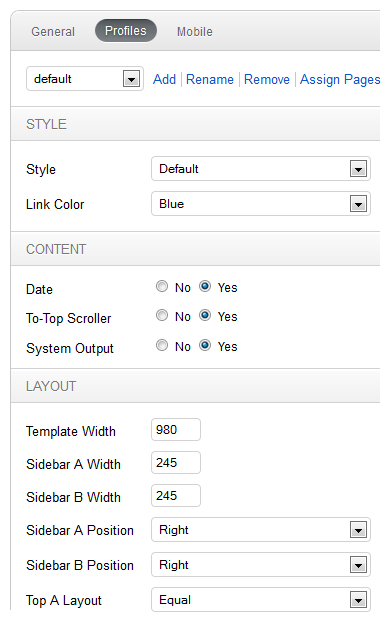 General Profiles Mobile
default Add Rename Remove Assign Pages
STYLE
Style Default
Link Color Blue
CONTENT
Date No Yes
To-Top Scroller No Yes
System Output No Yes
LAYOUT
Template Width 980
Sidebar A Width 245
Sidebar B Width 245
Sidebar A Position Right
Sidebar B Position Right
Top A Layout Equal